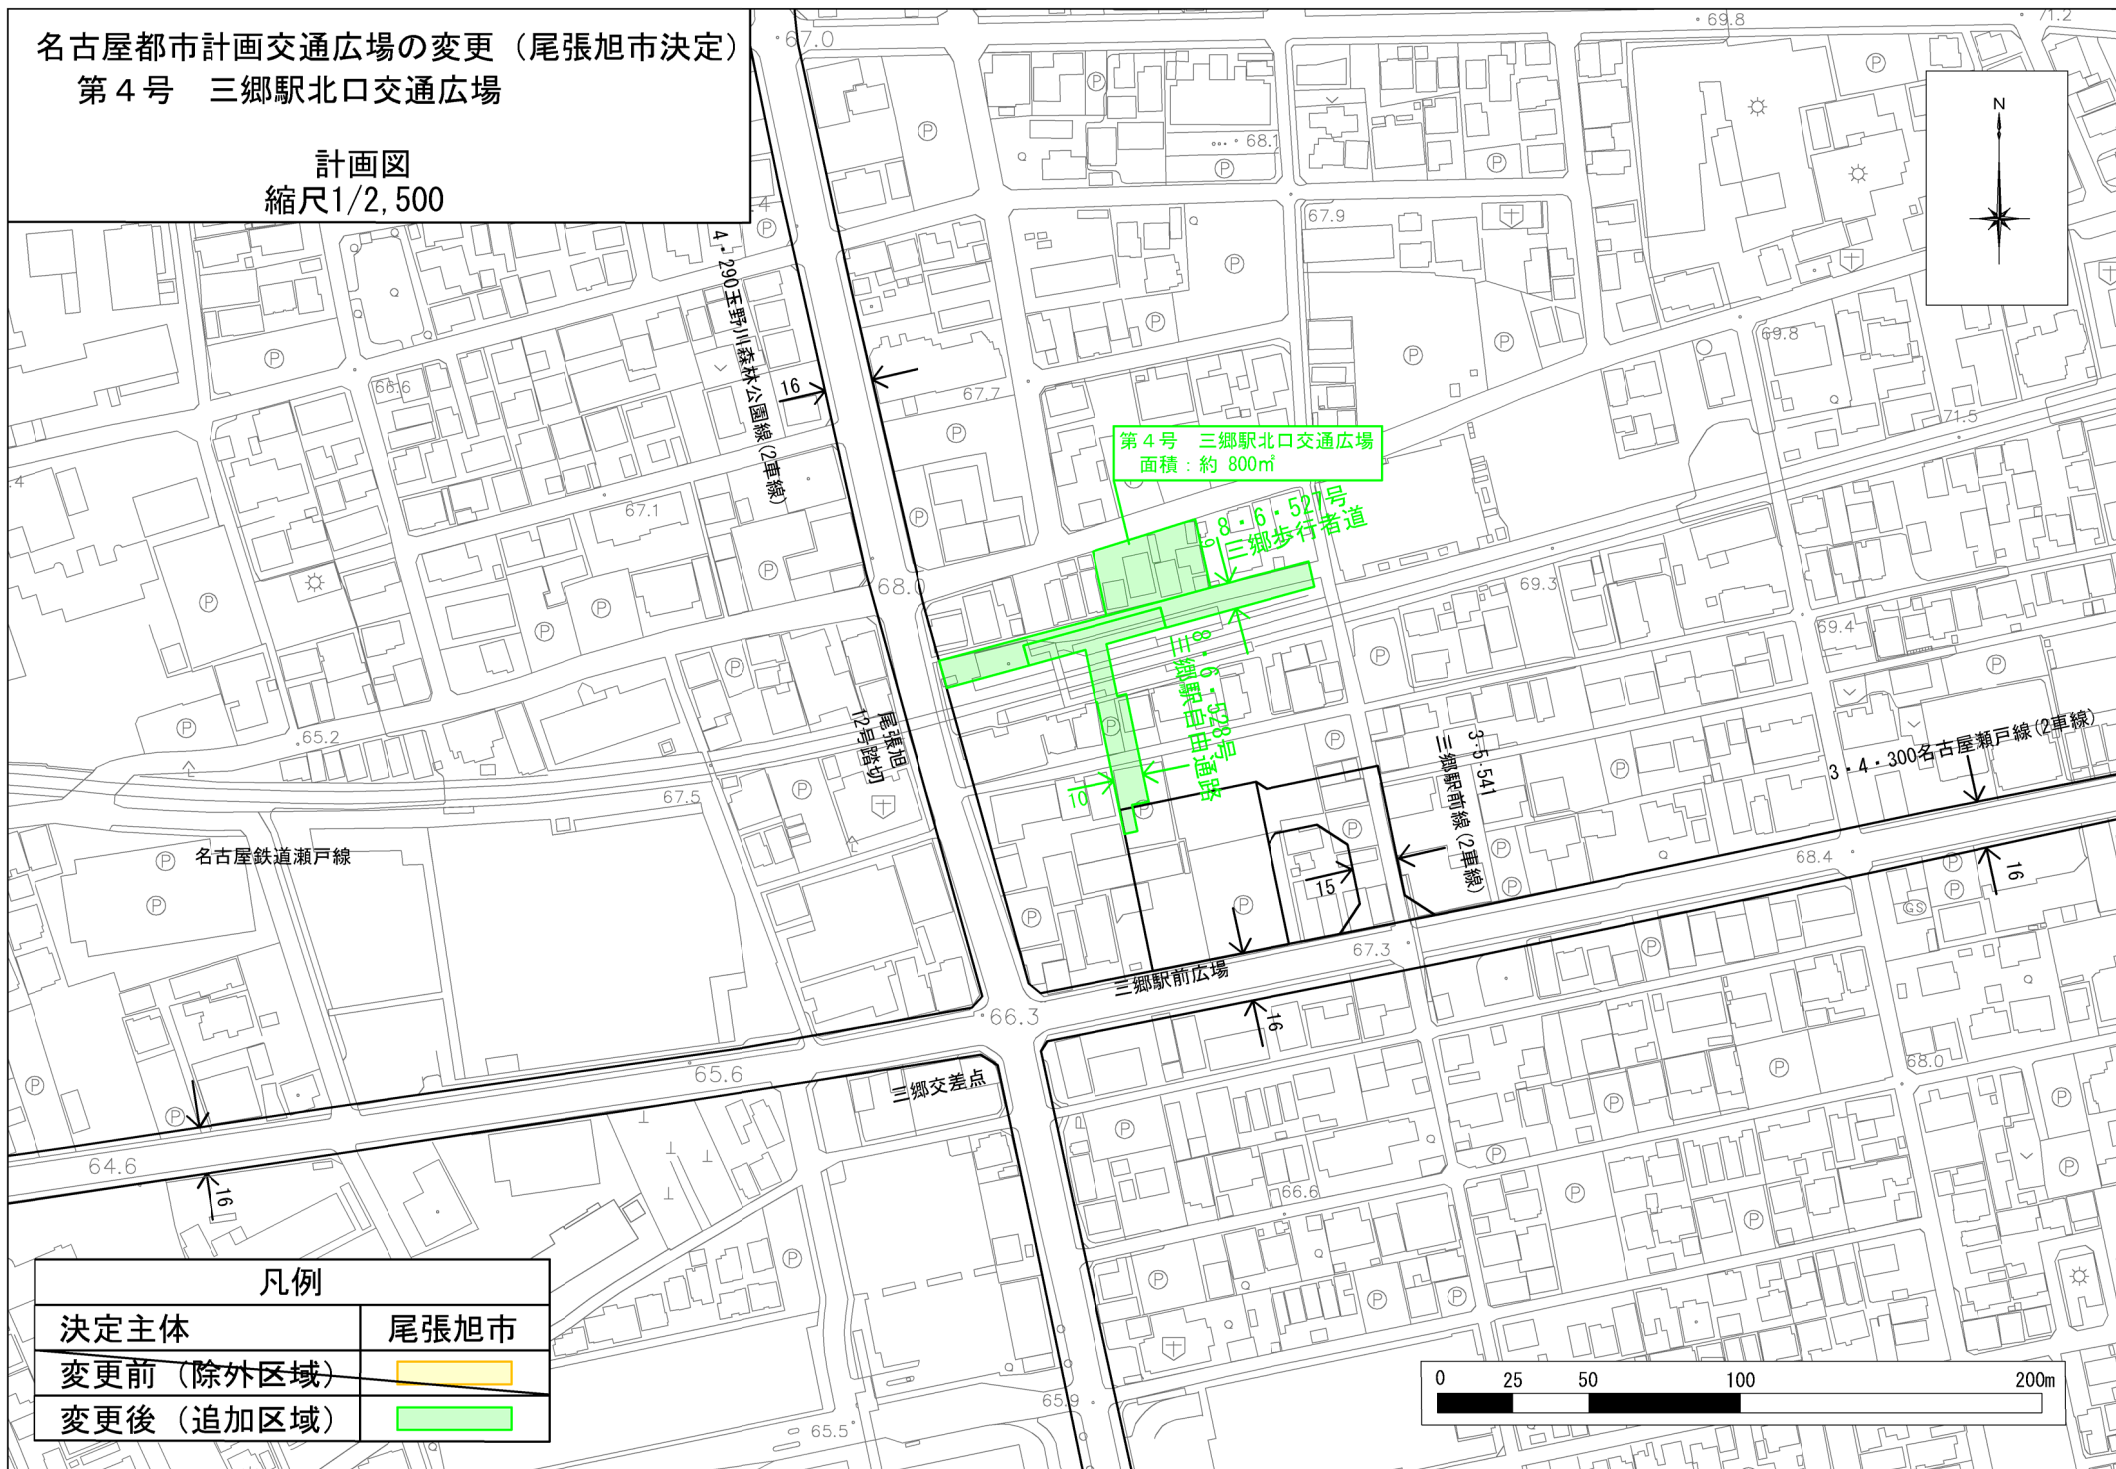 名古屋都市計画交通広場の変更（尾張旭市決定）
第４号　三郷駅北口交通広場
計画図
縮尺1/2,500
N
67.0
69.8
71.2
68.1
67.9
4・290玉野川森林公園線(2車線)
16
65.6
67.7
69.8
71.5
第４号　三郷駅北口交通広場
面積：約 800㎡
8・6・527号
三郷歩行者道
67.1
68.0
69.3
69.4
8・6・528号
三郷駅自由通路
10
尾張旭
12号踏切
65.2
67.5
名古屋鉄道瀬戸線
3・5・541
三郷駅前線(2車線)
3・4・300名古屋瀬戸線(2車線)
15
68.4
16
GS
67.3
三郷駅前広場
66.3
16
65.6
三郷交差点
68.0
64.6
16
66.6
65.9
65.5
凡例
決定主体
尾張旭市
変更前（除外区域）
変更後（追加区域）
0 25 50 100 200m